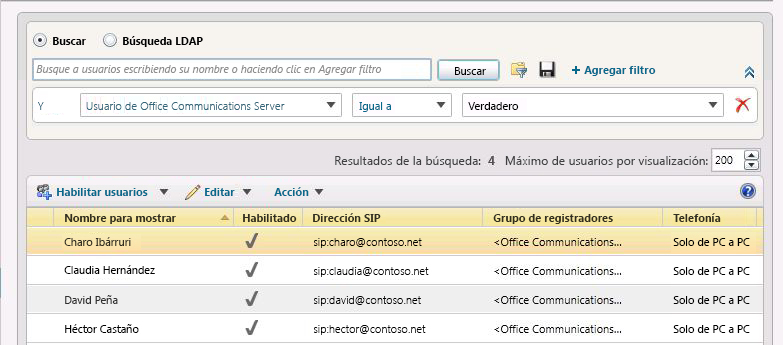 Buscar Búsqueda LDAP
Busque a usuarios escribiendo su nombre o haciendo clic en Agregar filtro Buscar + Agregar filtro
Y Usuario de Office Communications Server Igual a Verdadero
Resultados de la búsqueda: 4 Máximo de usuarios por visualización: 200
Habilitar usuarios Editar Acción ?
Nombre para mostrar Habilitado Dirección SIP Grupo de registradores Telefonía
Charo Ibárruri sip:charo@contoso.net <Office Communications... Solo de PC a PC
Claudia Hernández sip:claudia@contoso.net <Office Communications... Solo de PC a PC
David Peña sip:david@contoso.net <Office Communications... Solo de PC a PC
Héctor Castaño sip:hector@contoso.net <Office Communications... Solo de PC a PC